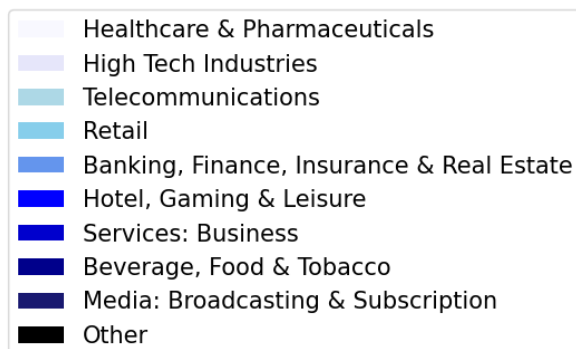 Healthcare & Pharmaceuticals
High Tech Industries
Telecommunications
Retail
Banking, Finance, Insurance & Real Estate
Hotel, Gaming & Leisure
Services: Business
Beverage, Food & Tobacco
Media: Broadcasting & Subscription
Other